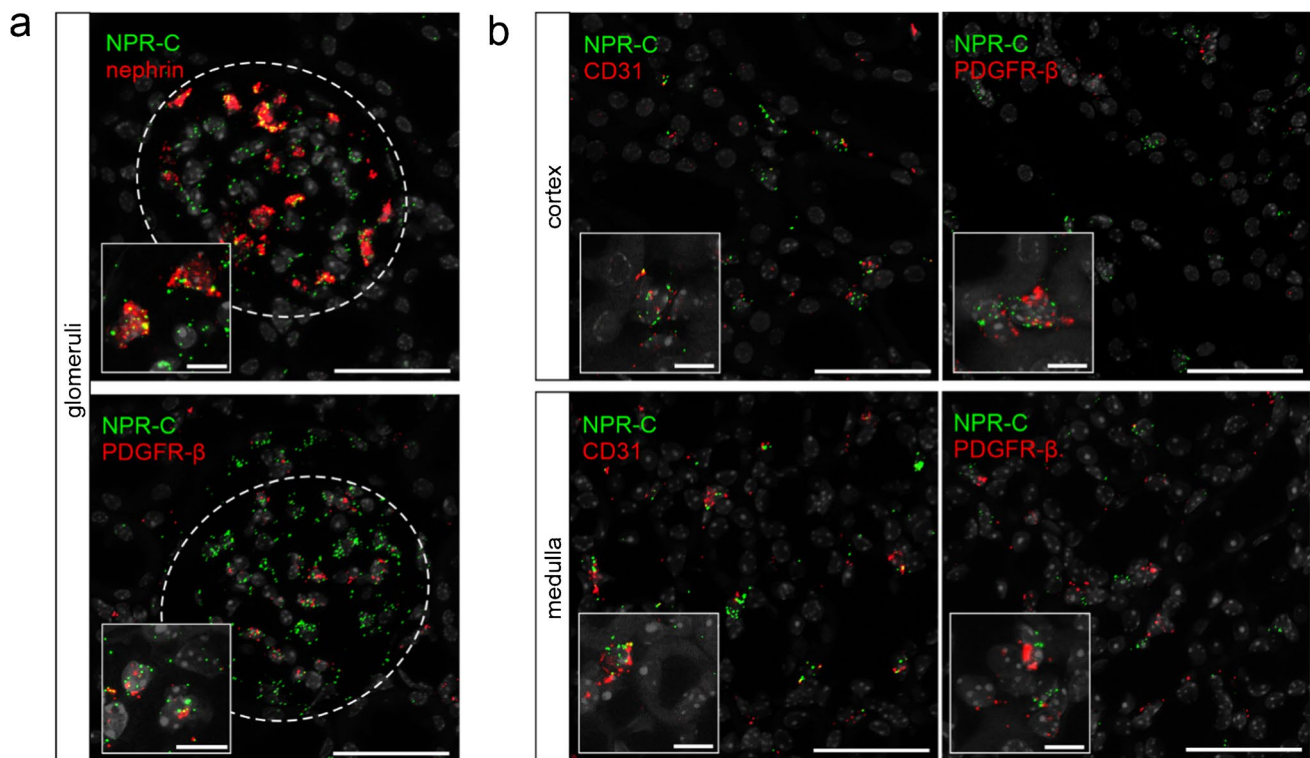 a
glomeruli
NPR-C
nephrin
NPR-C
PDGFR-β
b
cortex
NPR-C
CD31
NPR-C
PDGFR-β
medulla
NPR-C
CD31
NPR-C
PDGFR-β